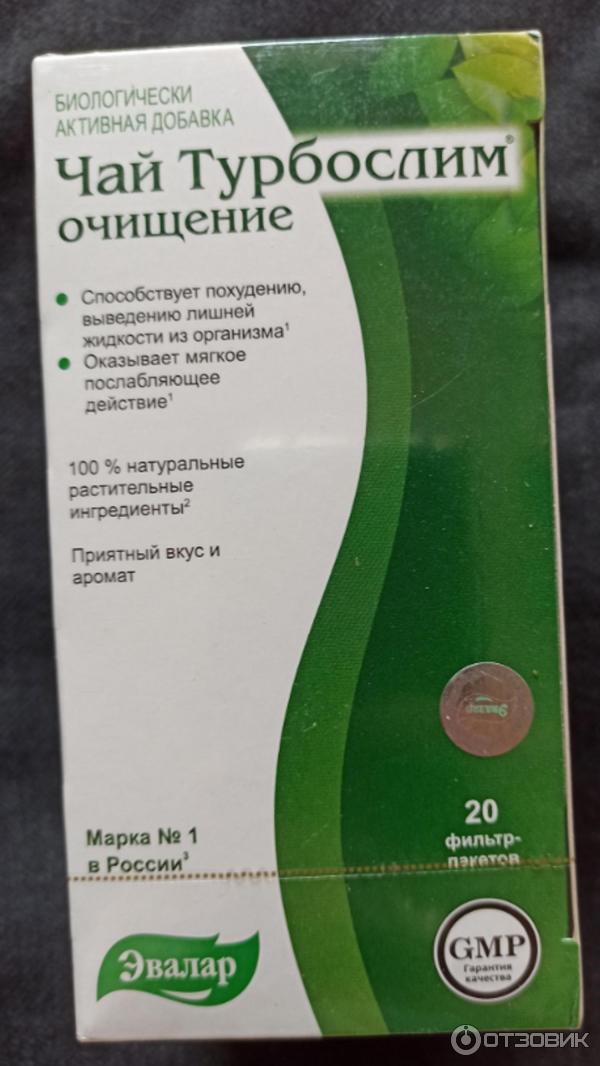 БИОЛОГИЧЕСКИ
АКТИВНАЯ ДОБАВКА
Чай Турбослим®
очищение
• Способствует похудению,
выведению лишней
жидкости из организма¹
• Оказывает мягкое
послабляющее
действие¹
100 % натуральные
растительные
ингредиенты²
Приятный вкус и
аромат
Эвалар
20
фильтр-
пакетов
Марка № 1
в России³
Эвалар
GMP
Гарантия
качества
ОТЗОВИК